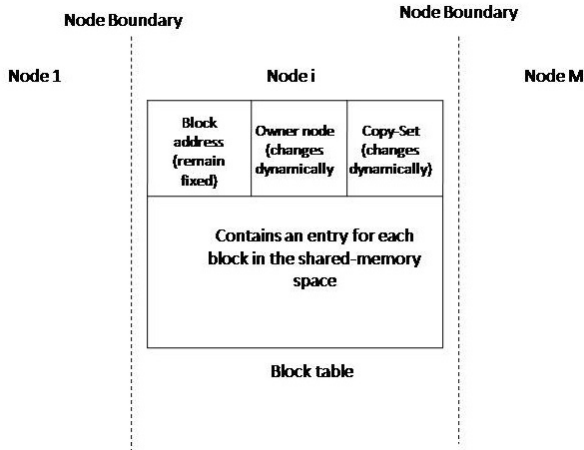 Node Boundary
Node Boundary
Node 1
Node i
Node M
Block
address
(remain
fixed)
Owner node
(changes
dynamically
Copy-Set
(changes
dynamically)
Contains an entry for each
block in the shared-memory
space
Block table